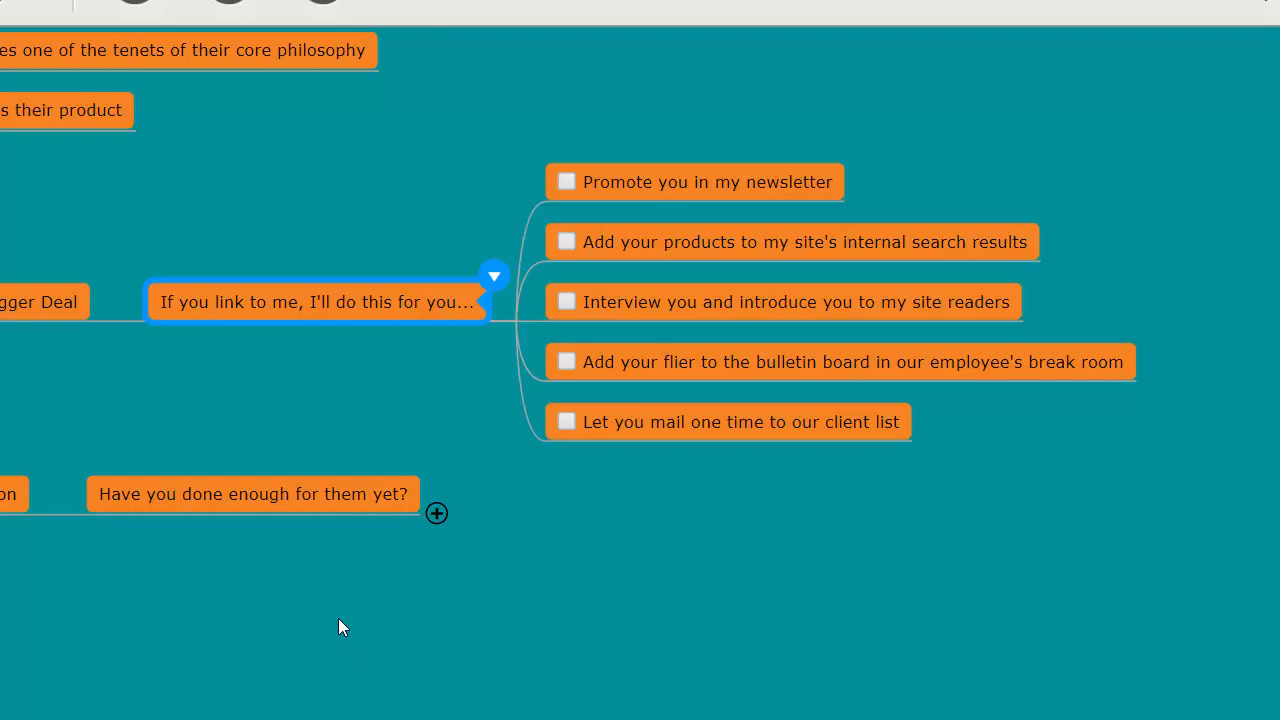 es one of the tenets of their core philosophy
s their product
Promote you in my newsletter
Add your products to my site's internal search results
gger Deal
If you link to me, I'll do this for you...
Interview you and introduce you to my site readers
Add your flier to the bulletin board in our employee's break room
Let you mail one time to our client list
on
Have you done enough for them yet?